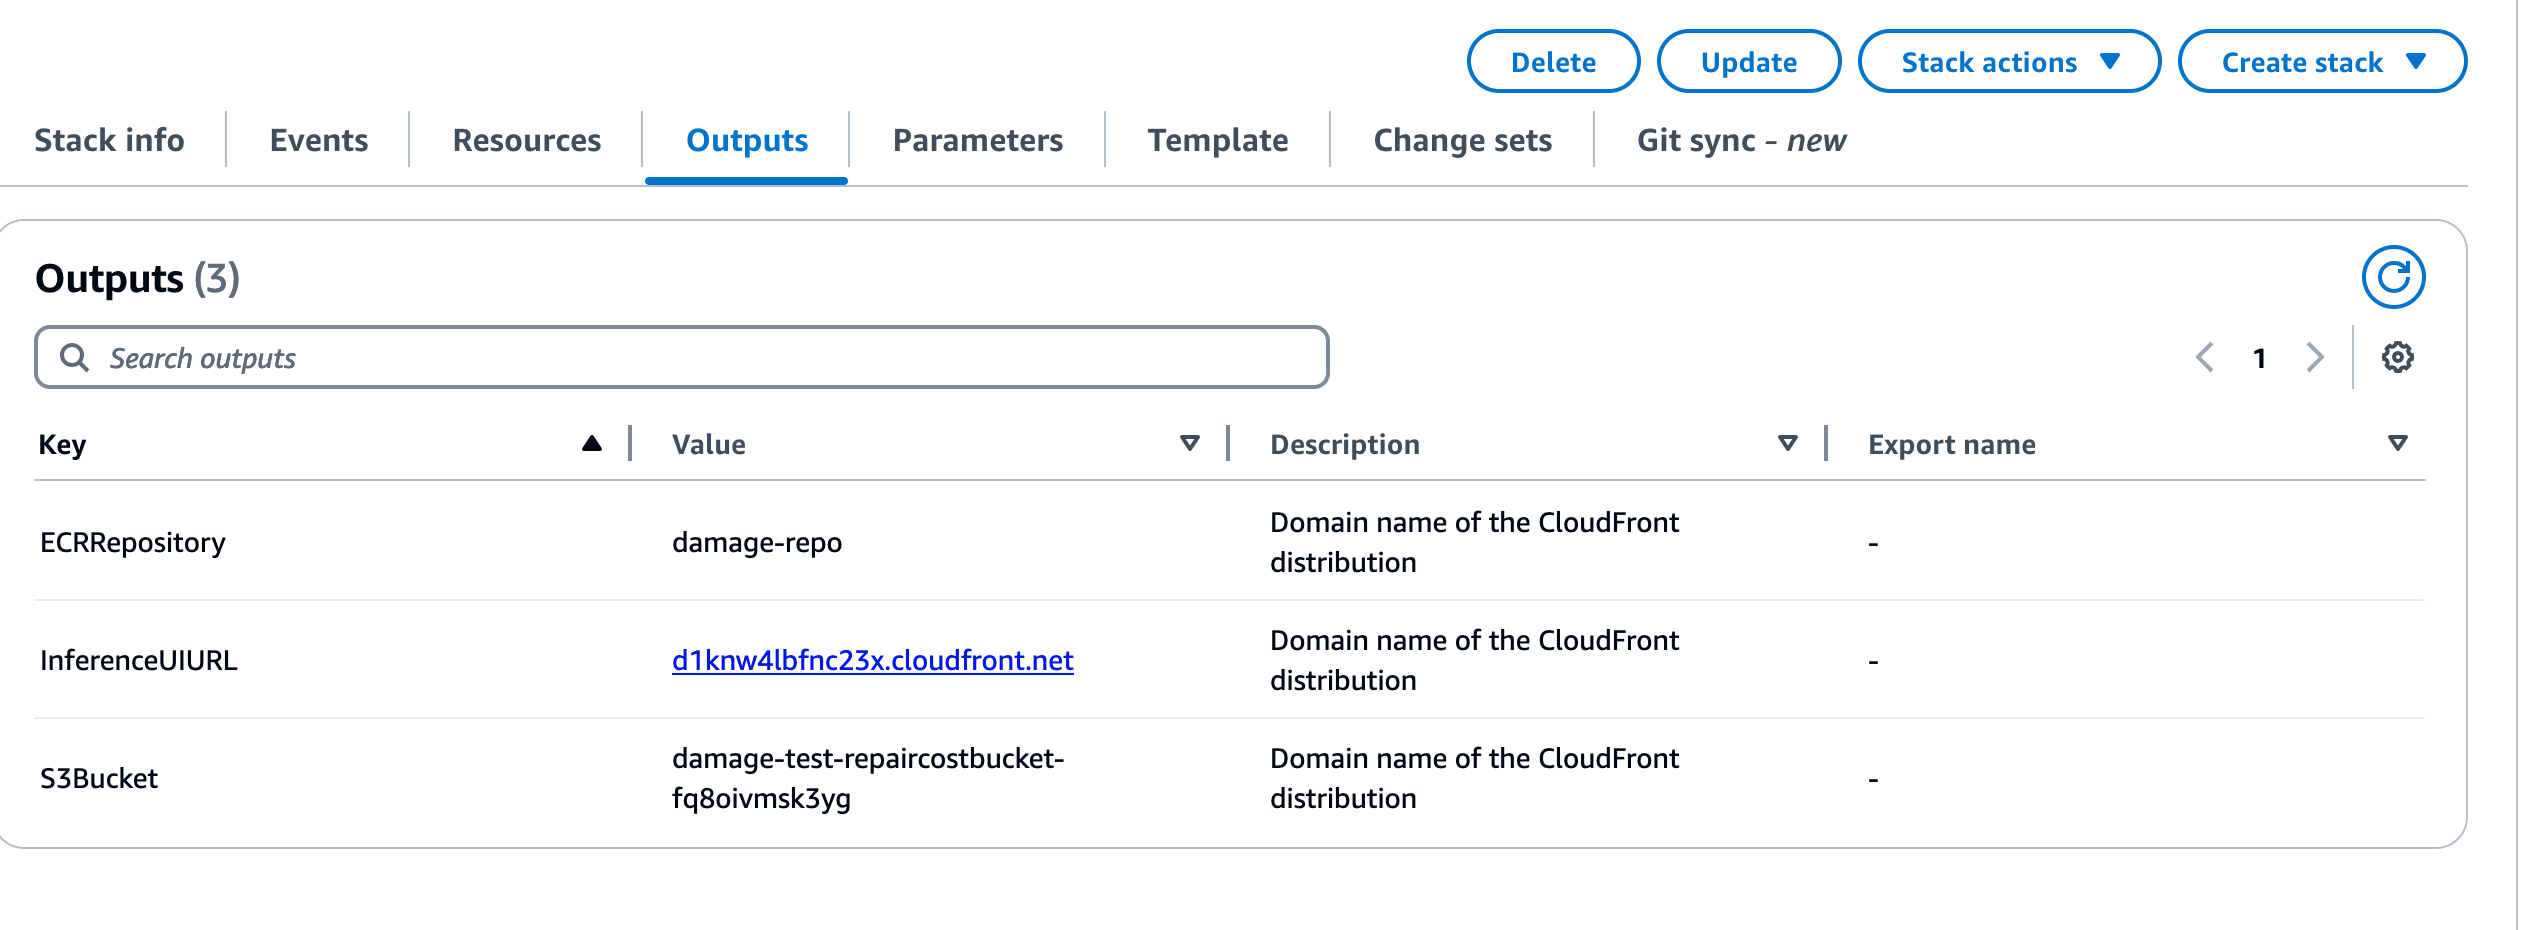 Delete
Update
Stack actions
Create stack
Stack info
Events
Resources
Outputs
Parameters
Template
Change sets
Git sync - new
Outputs (3)
Search outputs
1
Key
Value
Description
Export name
ECRRepository
damage-repo
Domain name of the CloudFront
distribution
-
InferenceUIURL
d1knw4lbfnc23x.cloudfront.net
Domain name of the CloudFront
distribution
-
S3Bucket
damage-test-repaircostbucket-
fq8oivmsk3yg
Domain name of the CloudFront
distribution
-